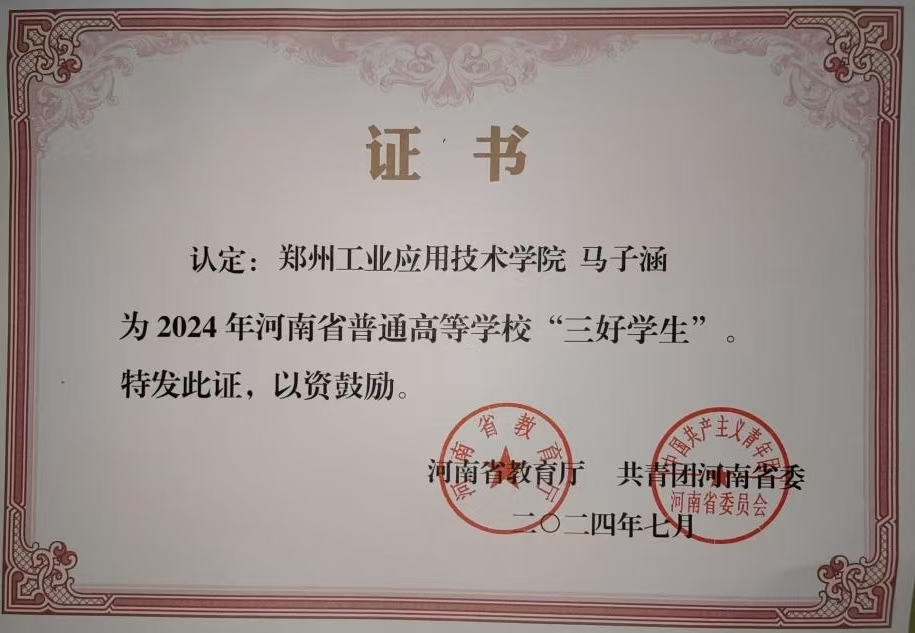 证书
认定：郑州工业应用技术学院 马子涵
为2024年河南省普通高等学校“三好学生”。
特发此证，以资鼓励。
河南省教育厅 共青团河南省委
二〇二四年七月
河南省教育厅
中国共产主义青年团
河南省委员会